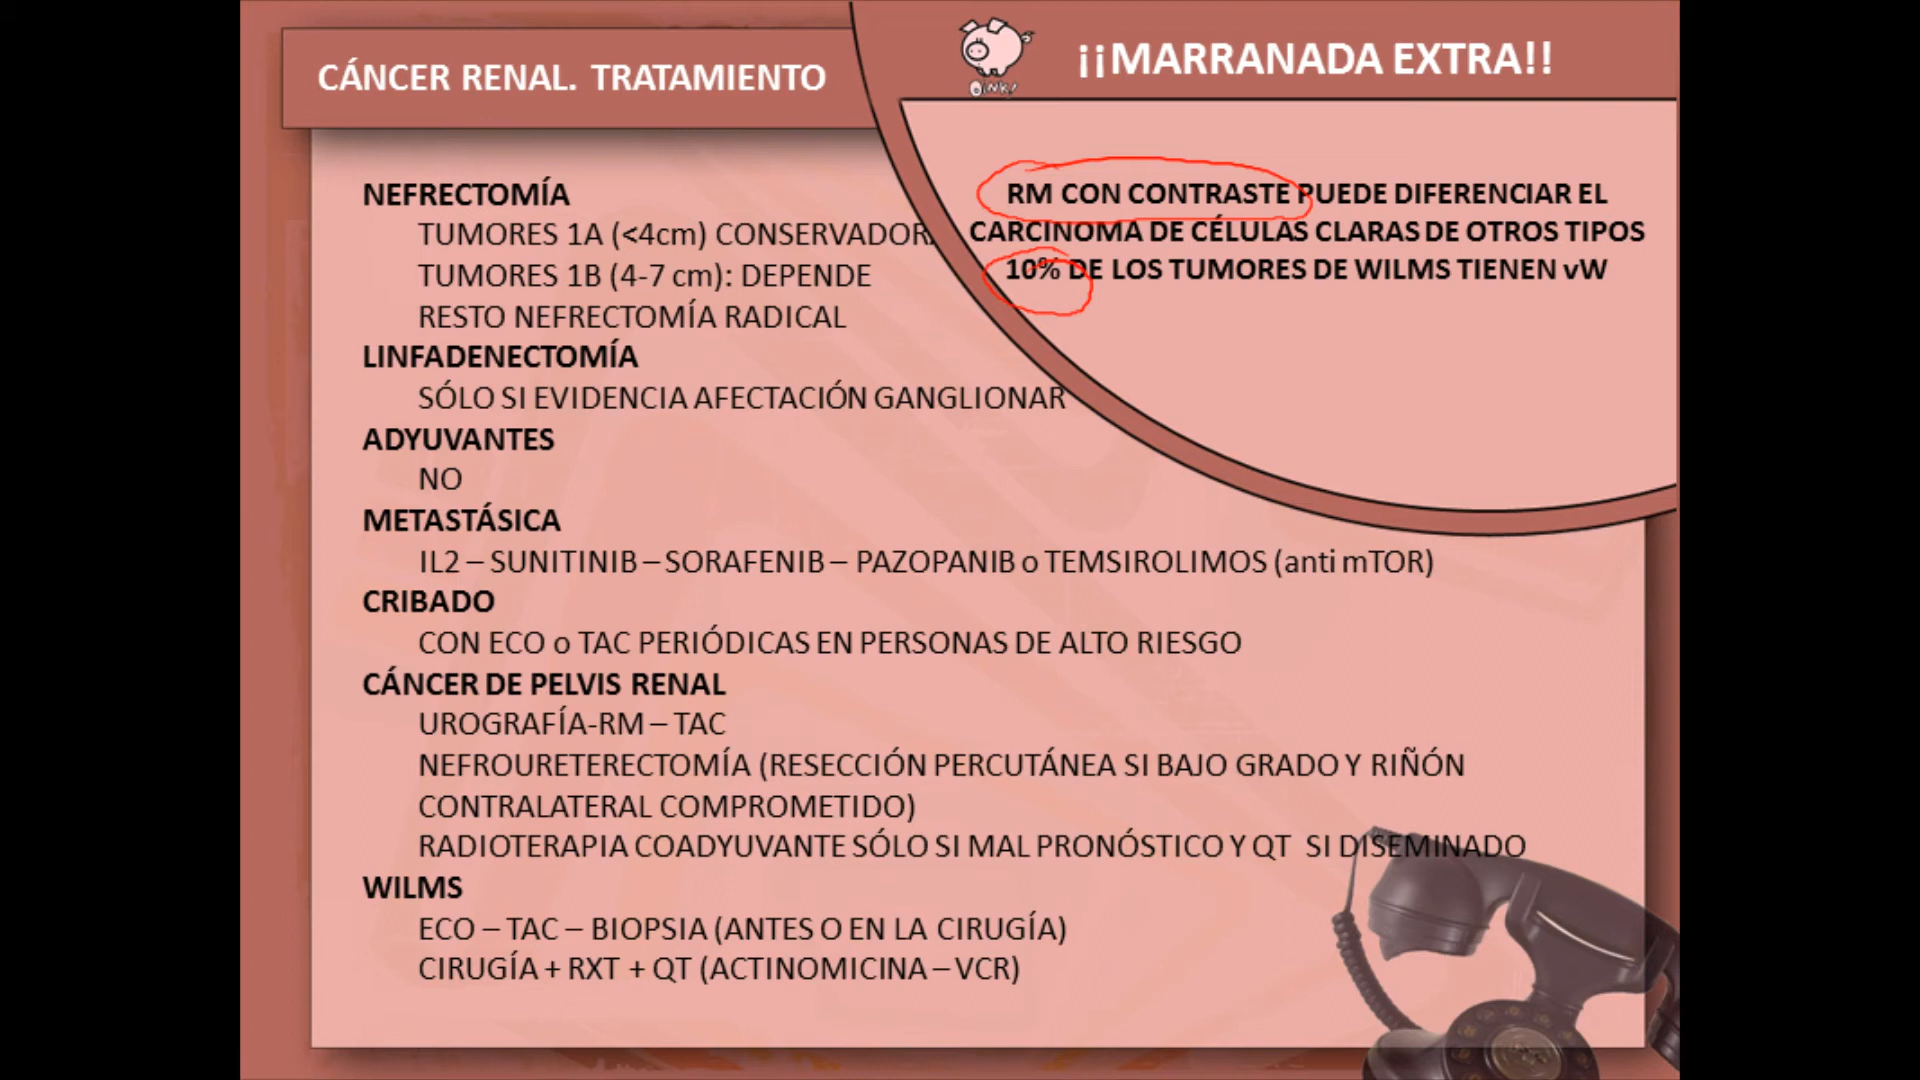 CÁNCER RENAL. TRATAMIENTO
OiNK!
¡¡MARRANADA EXTRA!!
RM CON CONTRASTE PUEDE DIFERENCIAR EL
CARCINOMA DE CÉLULAS CLARAS DE OTROS TIPOS
10% DE LOS TUMORES DE WILMS TIENEN vW
NEFRECTOMÍA
TUMORES 1A (<4cm) CONSERVADORA
TUMORES 1B (4-7 cm): DEPENDE
RESTO NEFRECTOMÍA RADICAL
LINFADENECTOMÍA
SÓLO SI EVIDENCIA AFECTACIÓN GANGLIONAR
ADYUVANTES
NO
METASTÁSICA
IL2 – SUNITINIB – SORAFENIB – PAZOPANIB o TEMSIROLIMOS (anti mTOR)
CRIBADO
CON ECO o TAC PERIÓDICAS EN PERSONAS DE ALTO RIESGO
CÁNCER DE PELVIS RENAL
UROGRAFÍA-RM – TAC
NEFROURETERECTOMÍA (RESECCIÓN PERCUTÁNEA SI BAJO GRADO Y RIÑÓN
CONTRALATERAL COMPROMETIDO)
RADIOTERAPIA COADYUVANTE SÓLO SI MAL PRONÓSTICO Y QT SI DISEMINADO
WILMS
ECO – TAC – BIOPSIA (ANTES O EN LA CIRUGÍA)
CIRUGÍA + RXT + QT (ACTINOMICINA – VCR)